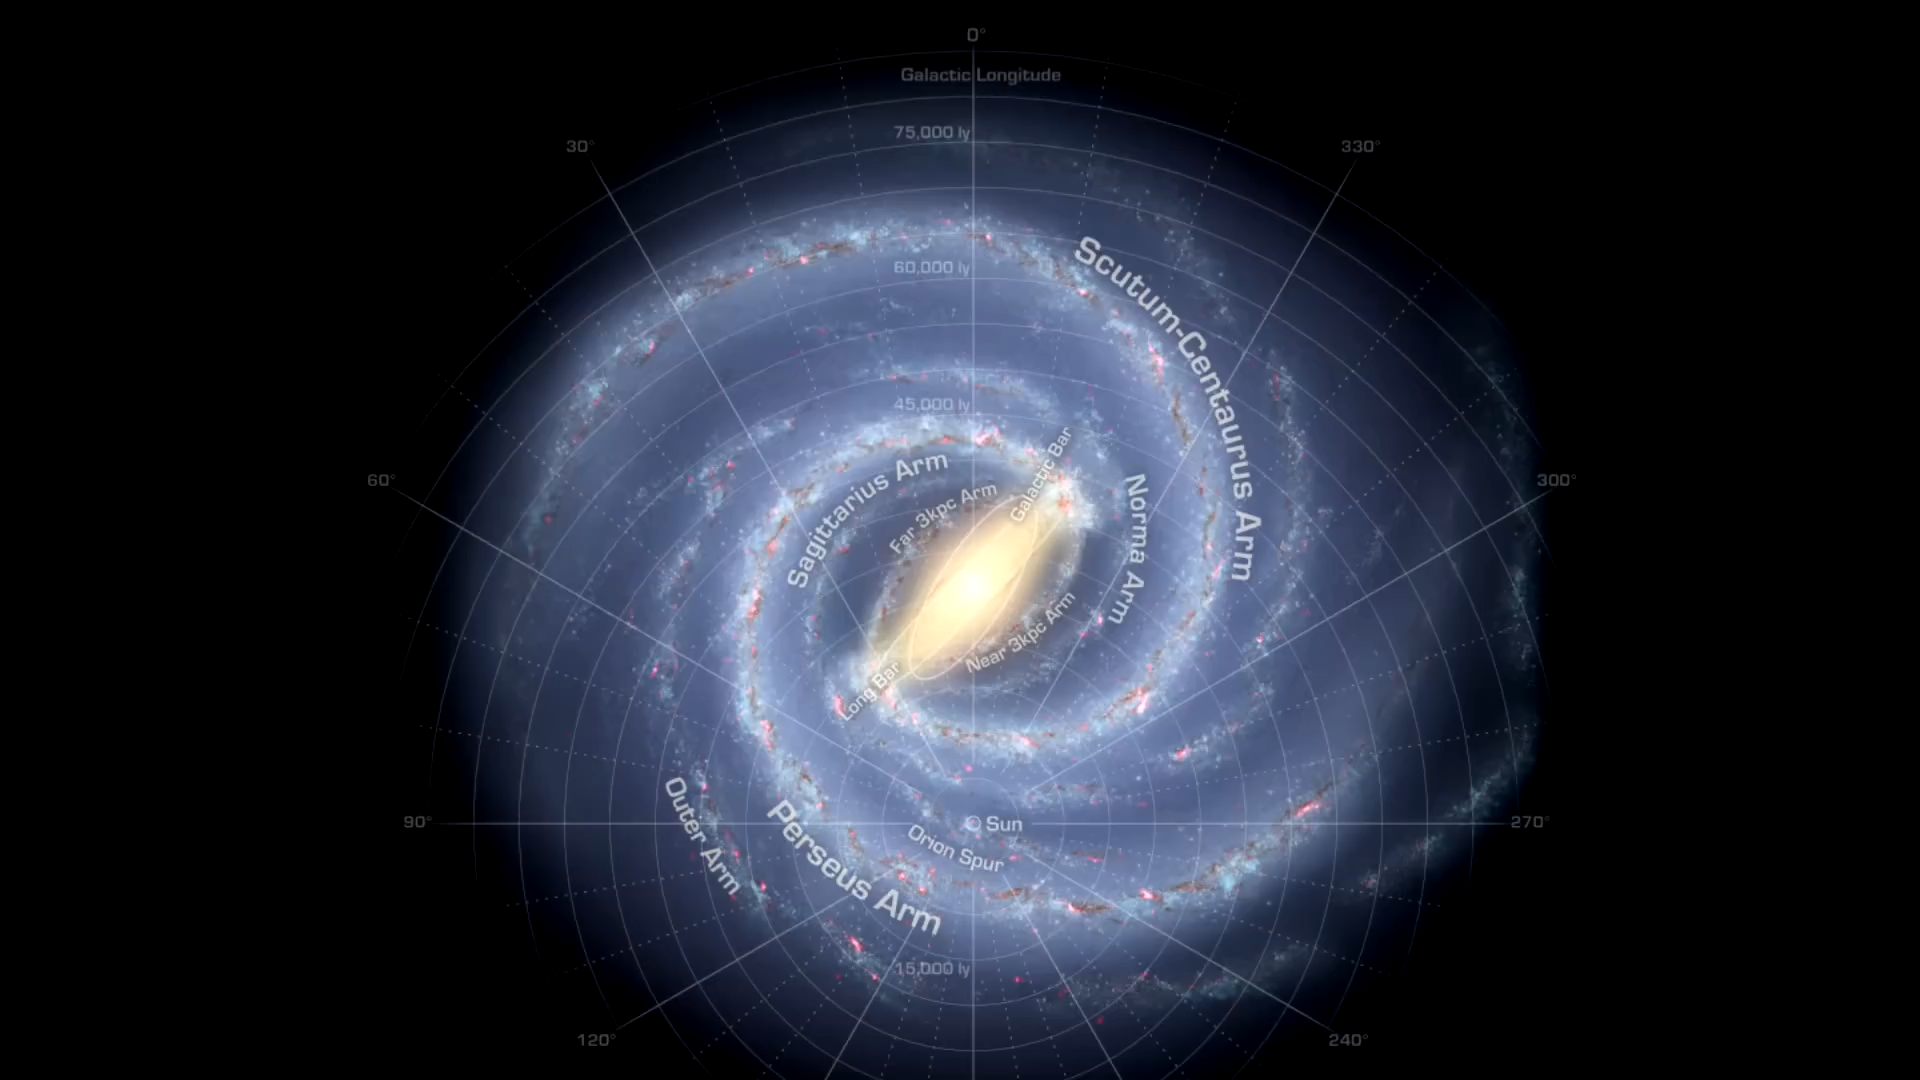 0°
Galactic Longitude
75,000 ly
30°
330°
Scutum-Centaurus Arm
60,000 ly
45,000 ly
Galactic Bar
Sagittarius Arm
Far 3kpc Arm
Norma Arm
60°
300°
Near 3kpc Arm
Long Bar
Outer Arm
Perseus Arm
90°
Sun
270°
Orion Spur
15,000 ly
120°
240°